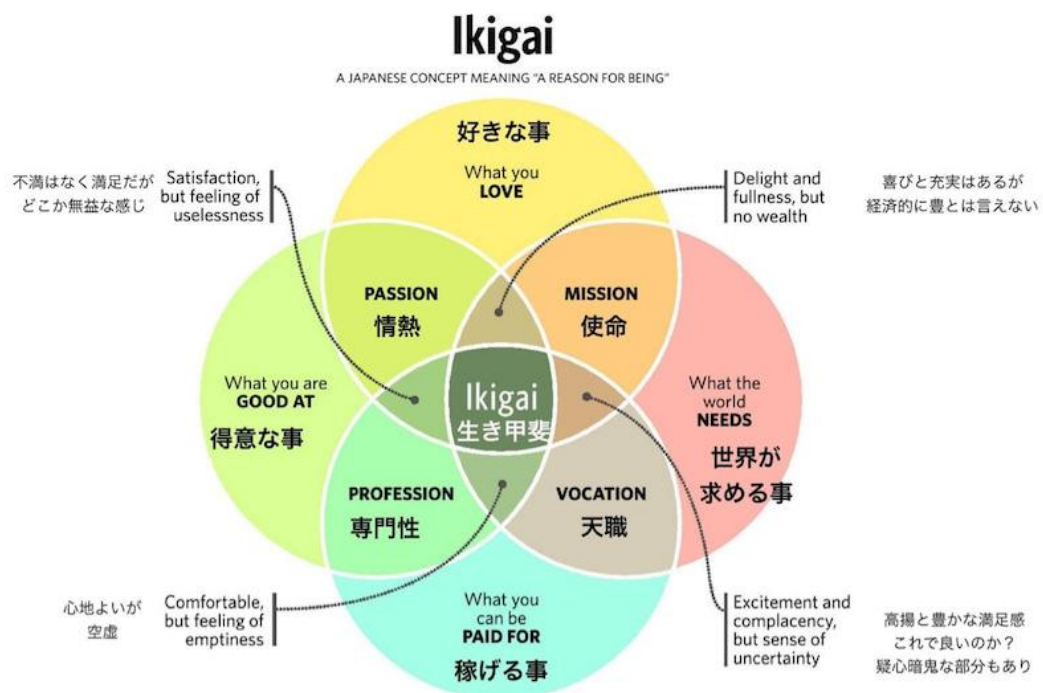 Ikigai
A JAPANESE CONCEPT MEANING "A REASON FOR BEING"
好きな事
What you
LOVE
不満はなく満足だが
どこか無益な感じ
Satisfaction,
but feeling of
uselessness
Delight and
fullness, but
no wealth
喜びと充実はあるが
経済的に豊とは言えない
PASSION
情熱
MISSION
使命
What you are
GOOD AT
得意な事
Ikigai
生き甲斐
What the
world
NEEDS
世界が
求める事
PROFESSION
専門性
VOCATION
天職
心地よいが
空虚
Comfortable,
but feeling of
emptiness
What you
can be
PAID FOR
稼げる事
Excitement and
complacency,
but sense of
uncertainty
高揚と豊かな満足感
これで良いのか？
疑心暗鬼な部分もあり